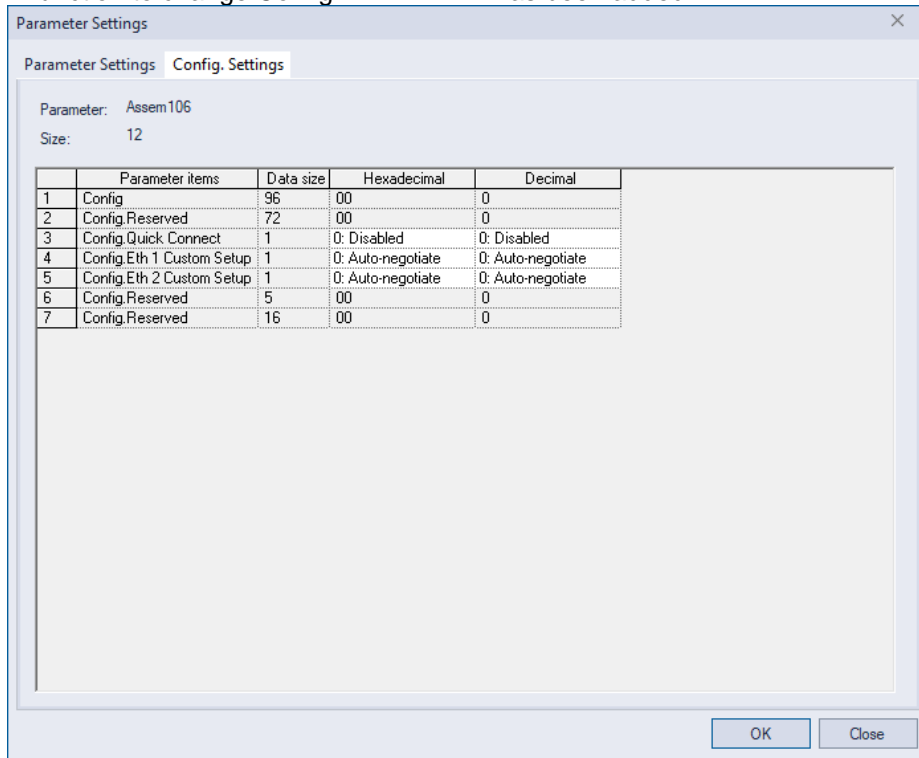 Parameter Settings
Parameter Settings Config. Settings
Parameter: Assem106
Size: 12
Parameter items Data size Hexadecimal Decimal
1 Config 96 00 0
2 Config.Reserved 72 00 0
3 Config.Quick Connect 1 0: Disabled 0: Disabled
4 Config.Eth 1 Custom Setup 1 0: Auto-negotiate 0: Auto-negotiate
5 Config.Eth 2 Custom Setup 1 0: Auto-negotiate 0: Auto-negotiate
6 Config.Reserved 5 00 0
7 Config.Reserved 16 00 0
OK Close